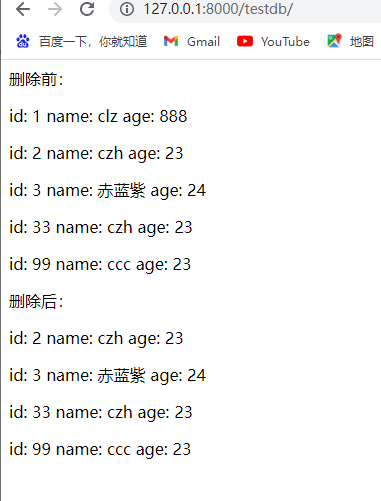 127.0.0.1:8000/testdb/
百度一下，你就知道 Gmail YouTube 地图
删除前：
id: 1 name: clz age: 888
id: 2 name: czh age: 23
id: 3 name: 赤蓝紫 age: 24
id: 33 name: czh age: 23
id: 99 name: ccc age: 23
删除后：
id: 2 name: czh age: 23
id: 3 name: 赤蓝紫 age: 24
id: 33 name: czh age: 23
id: 99 name: ccc age: 23